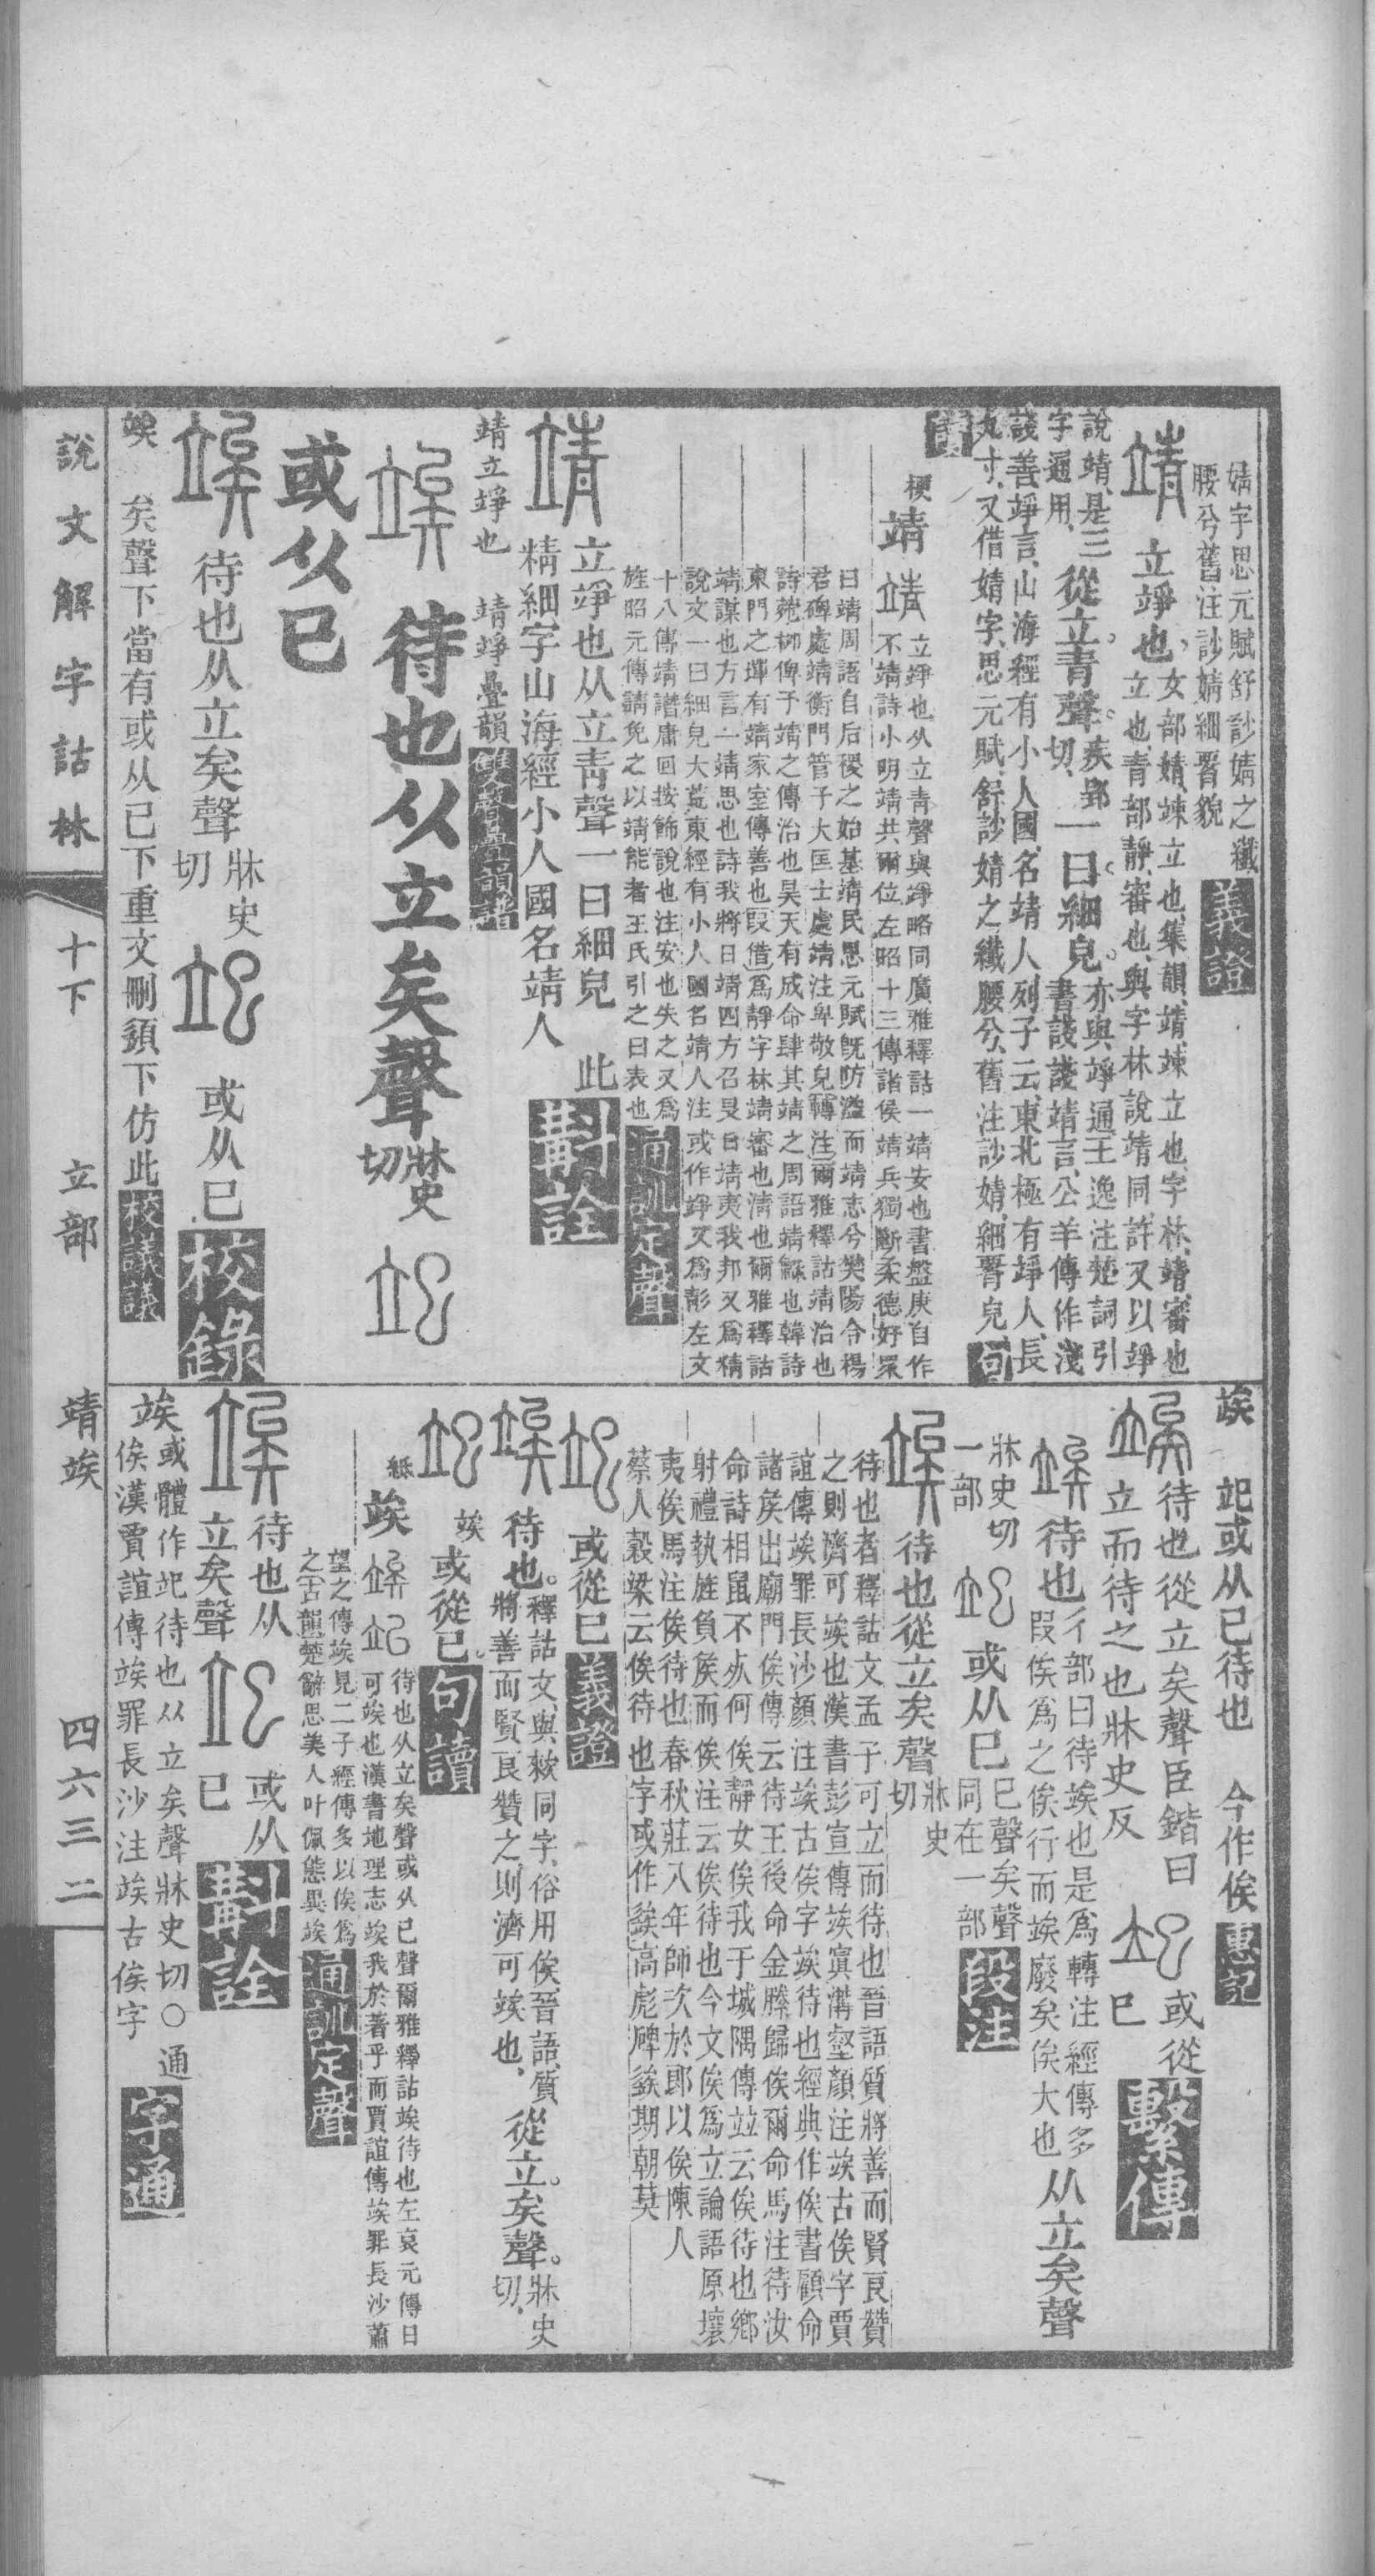 婧字思元賦舒訬婧之纖
腰兮舊注訬婧細䁝貌 義證
靖 立竫也女部婧竦立也集韻靖竦立也字林靖審也
立也青部靜審也與字林說靖同許又以竫
說靖是三
字通用 從立青聲疾郢切一曰細皃亦與竫通王逸注楚詞引
書諓諓靖言公羊傳作淺
諓善竫言山海經有小人國名靖人列子云東北極有竫人長
九寸又借婧字思元賦舒訬婧之纖腰兮舊注訬婧細䁝皃 句
讀
梗 靖 靖 立竫也从立青聲與竫略同廣雅釋詁一靖安也書盤庚自作
不靖詩小明靖共爾位左昭十三傳諸侯靖兵獨斷柔德好眾
曰靖周語自后稷之始基靖民思元賦旣防溢而靖志兮樊陽令楊
君碑處靖衡門管子大匡士處靖注卑敬皃 轉注 爾雅釋詁靖治也
詩菀柳俾予靖之傳治也昊天有成命肆其靖之周語靖龢也韓詩
東門之墠有靖家室傳善也 叚借 爲靜字林靖審也淸也爾雅釋詁
靖謀也方言一靖思也詩我將日靖四方召旻日靖夷我邦又爲精
說文一曰細皃大荒東經有小人國名靖人注或作竫又爲彭左文
十八傳靖譖庸回按飾說也注安也失之又爲
旌昭元傳請免之以靖能者王氏引之曰表也 通訓定聲
靖 立竫也从立靑聲一曰細皃 此
精細字山海經小人國名靖人 斠詮
靖立竫也 靖竫疊韻 雙聲疊韻譜
竢 待也从立矣聲牀史切 𥩳
或从巳
竢 待也从立矣聲牀史切 𥩳 或从巳 校錄
竢 矣聲下當有或从巳下重文刪頿下仿此 校議議
竢 𥩳或从巳待也 今作俟 惠記
竢 待也從立矣聲臣鍇曰 𥩳 或從
立而待之也牀史反 巳 繫傳
竢 待也彳部曰待竢也是爲轉注經傳多
叚俟爲之俟行而竢廢矣俟大也从立矣聲
牀史切
一部 𥩳 或从巳巳聲矣聲
同在一部 段注
竢 待也從立矣聲牀史
切
待也者釋詁文孟子可立而待也晉語質將善而賢良贊
之則濟可竢也漢書彭宣傳竢寘溝壑顏注竢古俟字賈
誼傳竢罪長沙顏注竢古俟字竢待也經典作俟書顧命
諸矦出廟門俟傳云待王後命金縢歸俟爾命馬注待汝
命詩相鼠不死何俟靜女俟我于城隅傳竝云俟待也鄉
射禮執旌負矦而俟注云俟待也今文俟爲立論語原壤
夷俟馬注俟待也春秋莊八年師次於郎以俟陳人
蔡人穀梁云俟待也字或作𥏳高彪碑𥏳期朝莫
𥩳 或從巳 義證
竢 待也釋詁文與䇃同字俗用俟晉語質
將善而賢良贊之則濟可竢也從立矣聲牀史
切
𥩳 竢或從巳 句讀
紙 竢 竢 𥩳 待也从立矣聲或从巳聲爾雅釋詁竢待也左哀元傳日
可竢也漢書地理志竢我於著乎而賈誼傳竢罪長沙蕭
望之傳竢見二子經傳多以俟爲
之 古韻 楚辭思美人叶佩態異竢 通訓定聲
竢 待也从
立矣聲 𥩳 或从
巳 斠詮
竢或體作𥩳待也从立矣聲牀史切○通
俟漢賈誼傳竢罪長沙注竢古俟字 字通
說文解字詁林 十下 立部 靖竢 四六三二